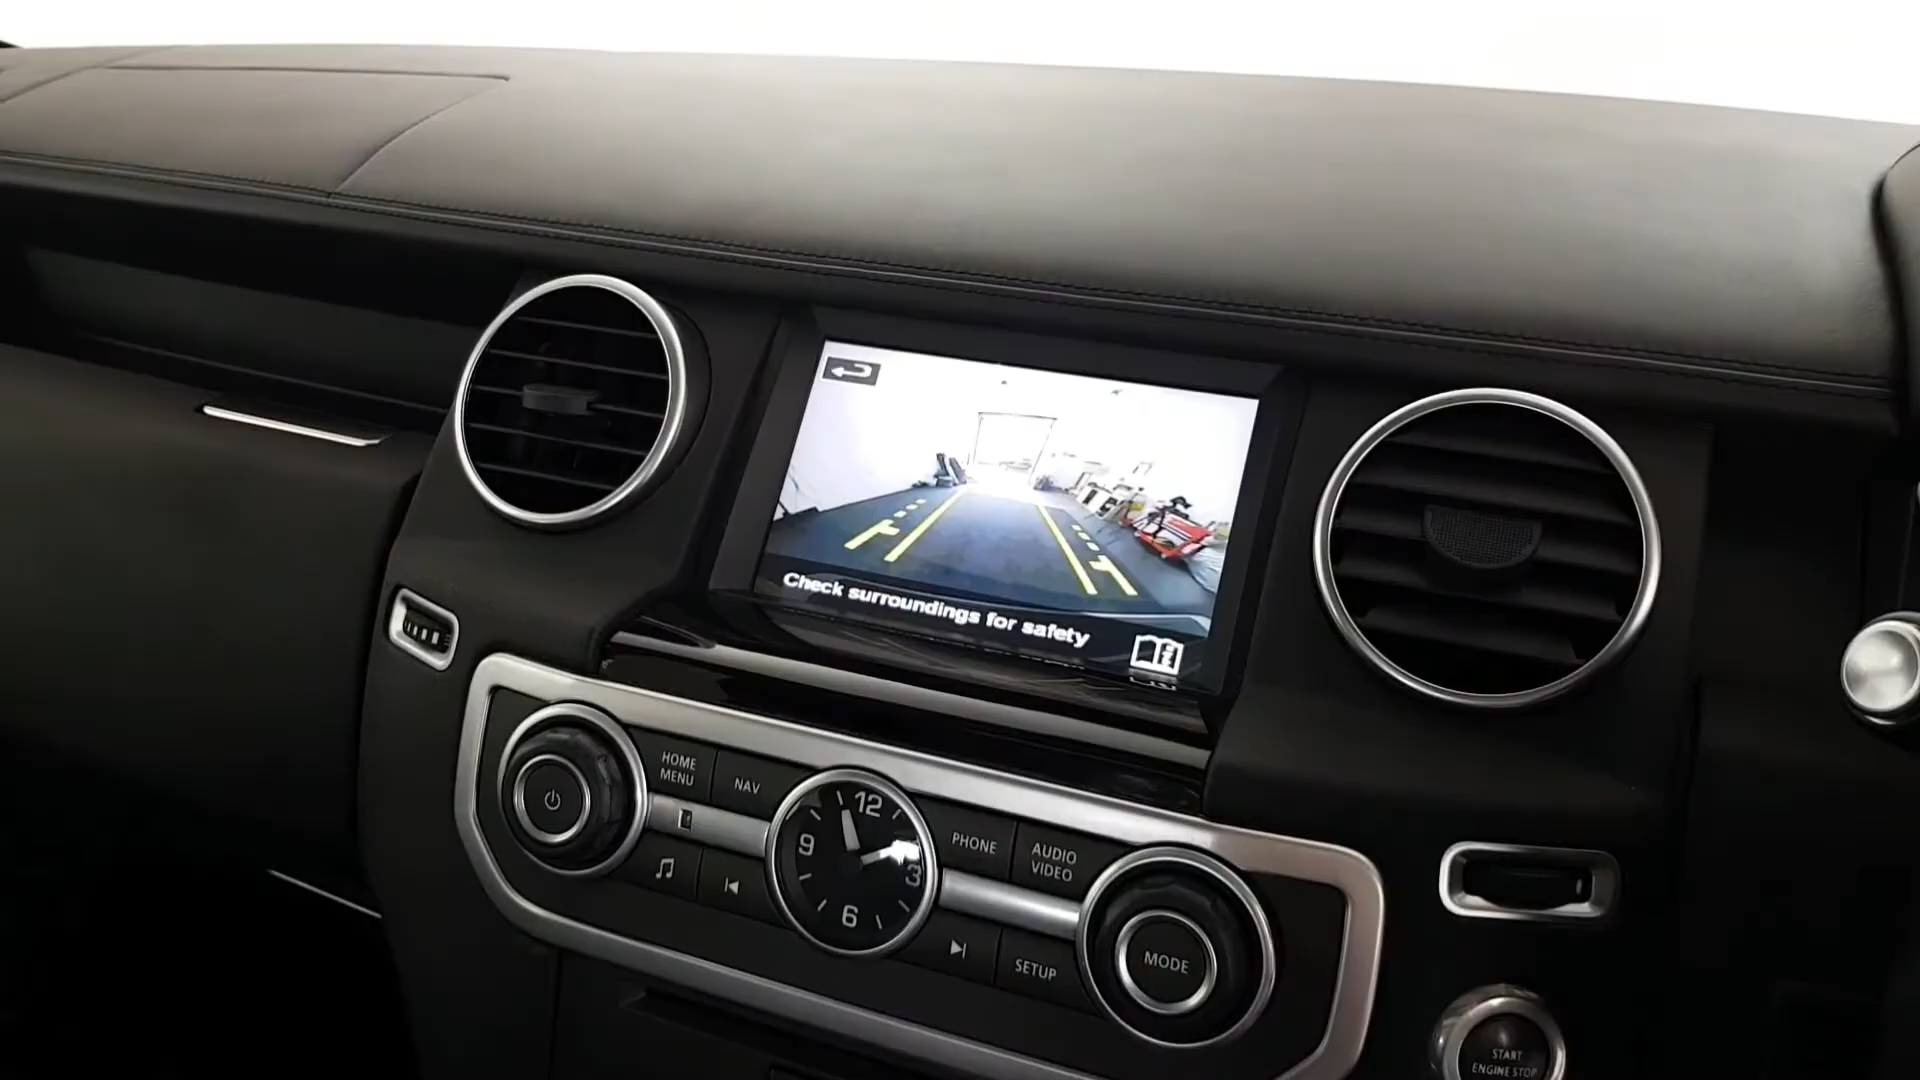 Check surroundings for safety
HOME
MENU
NAV
12
9
3
6
PHONE
AUDIO
VIDEO
SETUP
MODE
START
ENGINE STOP